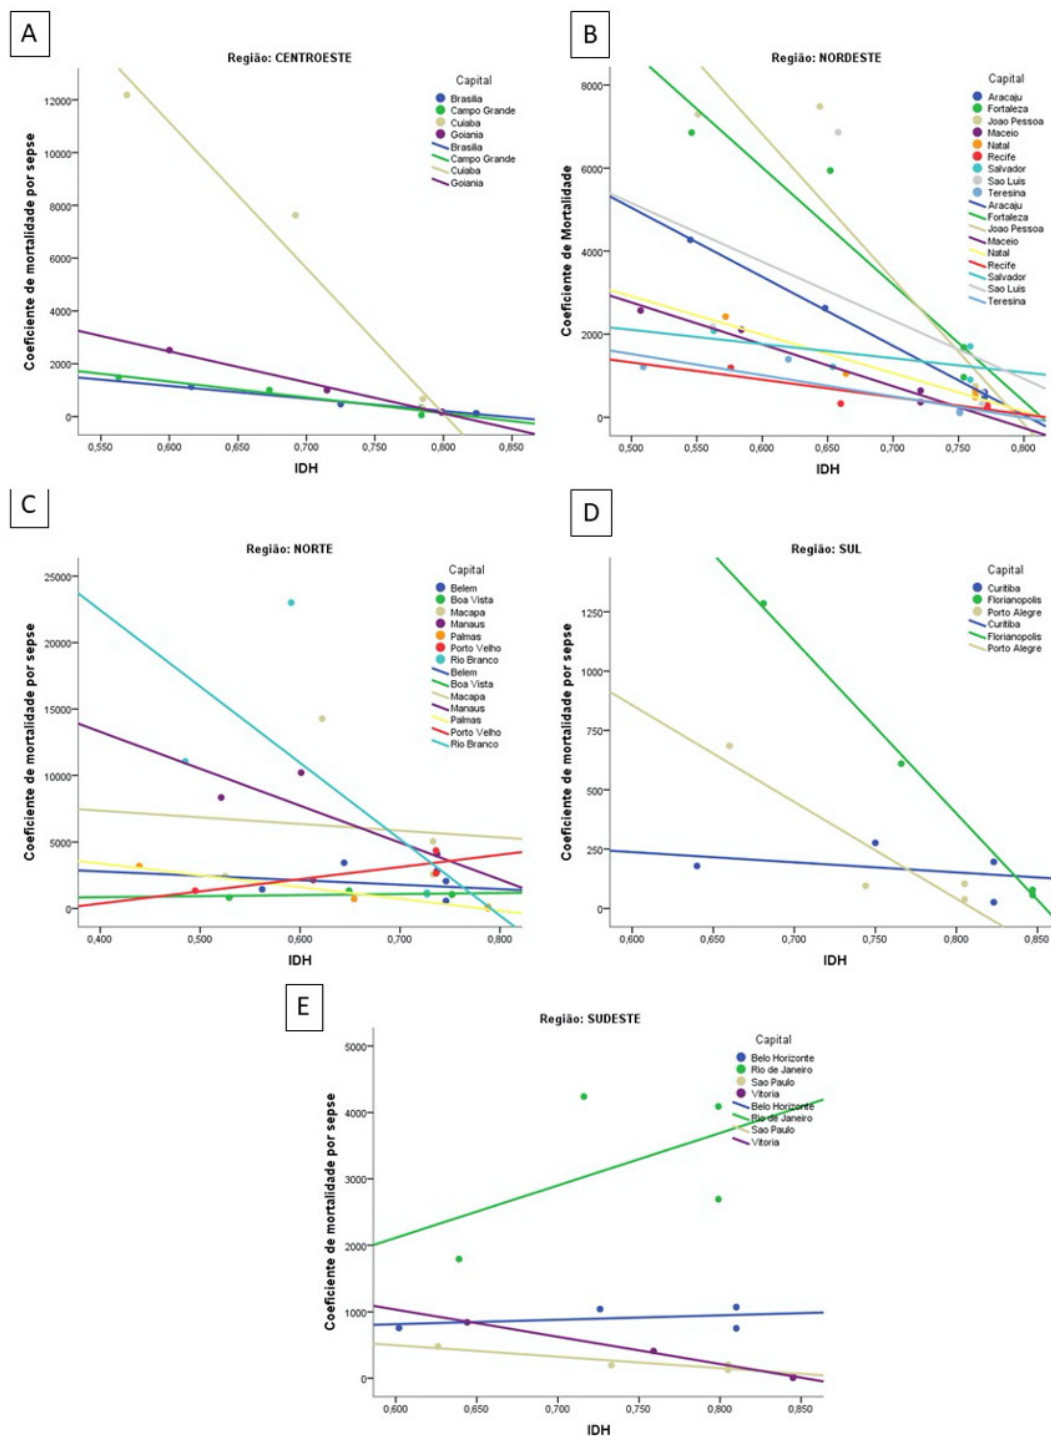 A
Região: CENTROESTE
Coeficiente de mortalidade por sepse
12000
10000
8000
6000
4000
2000
0
0,550
0,600
0,650
0,700
0,750
0,800
0,850
IDH
Capital
Brasilia
Campo Grande
Cuiaba
Goiania
Brasilia
Campo Grande
Cuiaba
Goiania
B
Região: NORDESTE
Coeficiente de Mortalidade
8000
6000
4000
2000
0
0,500
0,550
0,600
0,650
0,700
0,750
0,800
IDH
Capital
Aracaju
Fortaleza
Joao Pessoa
Maceio
Natal
Recife
Salvador
Sao Luis
Teresina
Aracaju
Fortaleza
Joao Pessoa
Maceio
Natal
Recife
Salvador
Sao Luis
Teresina
C
Região: NORTE
Coeficiente de mortalidade por sepse
25000
20000
15000
10000
5000
0
0,400
0,500
0,600
0,700
0,800
IDH
Capital
Belem
Boa Vista
Macapa
Manaus
Palmas
Porto Velho
Rio Branco
Belem
Boa Vista
Macapa
Manaus
Palmas
Porto Velho
Rio Branco
D
Região: SUL
Coeficiente de mortalidade por sepse
1250
1000
750
500
250
0
0,600
0,650
0,700
0,750
0,800
0,850
IDH
Capital
Curitiba
Florianopolis
Porto Alegre
Curitiba
Florianopolis
Porto Alegre
E
Região: SUDESTE
Coeficiente de mortalidade por sepse
5000
4000
3000
2000
1000
0
0,600
0,650
0,700
0,750
0,800
0,850
IDH
Capital
Belo Horizonte
Rio de Janeiro
Sao Paulo
Vitoria
Belo Horizonte
Rio de Janeiro
Sao Paulo
Vitoria